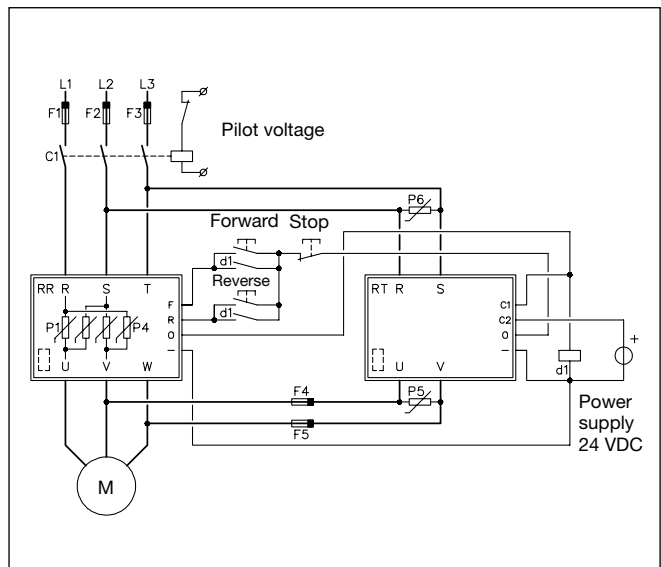 L1 L2 L3
F1 F2 F3
Pilot voltage
C1
P6
Forward Stop
d1
Reverse
d1
RR R S T
F
R
O
−
P1 P4
U V W
RT R S
C1
C2
O
−
U V
d1
+
F4
P5
F5
Power
supply
24 VDC
M